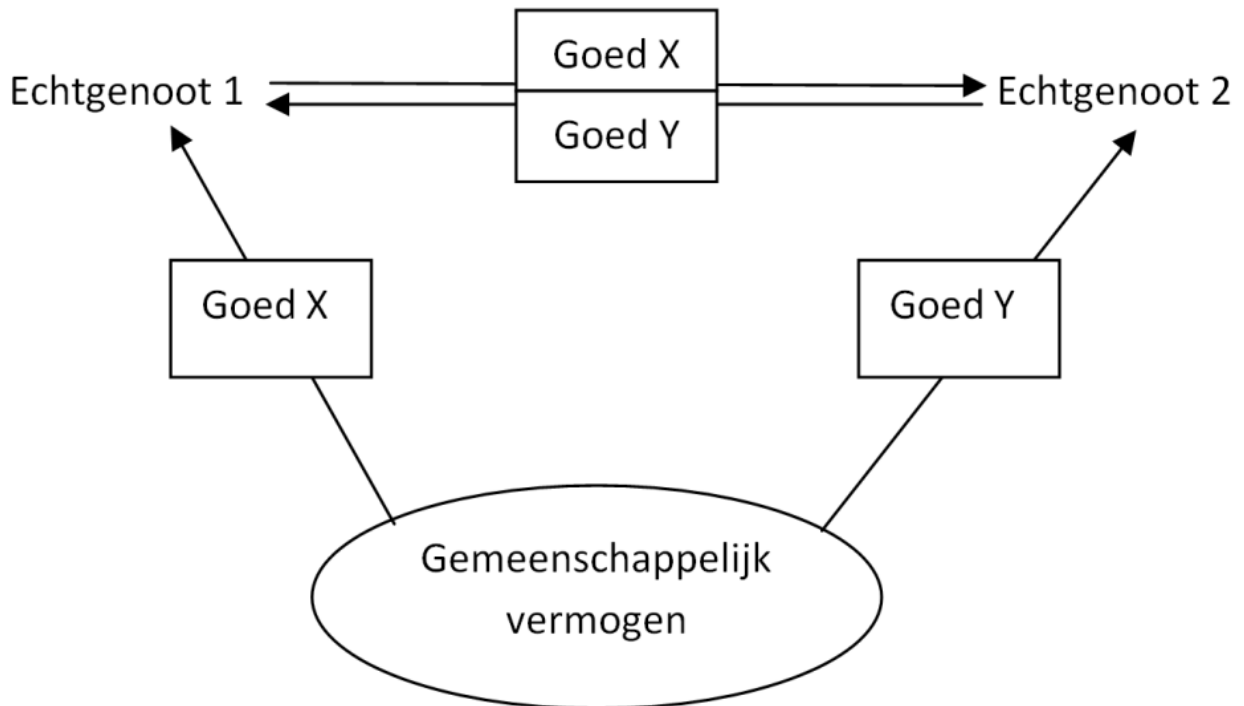 Goed X
Echtgenoot 1
Echtgenoot 2
Goed Y
Goed X
Goed Y
Gemeenschappelijk
vermogen